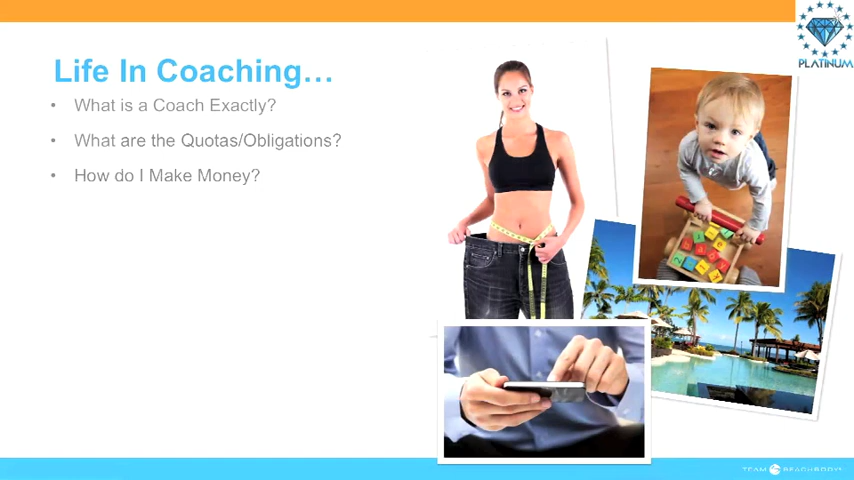 PLATINUM
Life In Coaching…
• What is a Coach Exactly?
• What are the Quotas/Obligations?
• How do I Make Money?
TEAM BEACHBODY